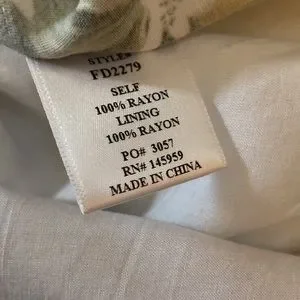 STYLE#
FD2279
SELF
100% RAYON
LINING
100% RAYON
PO# 3057
RN# 145959
MADE IN CHINA